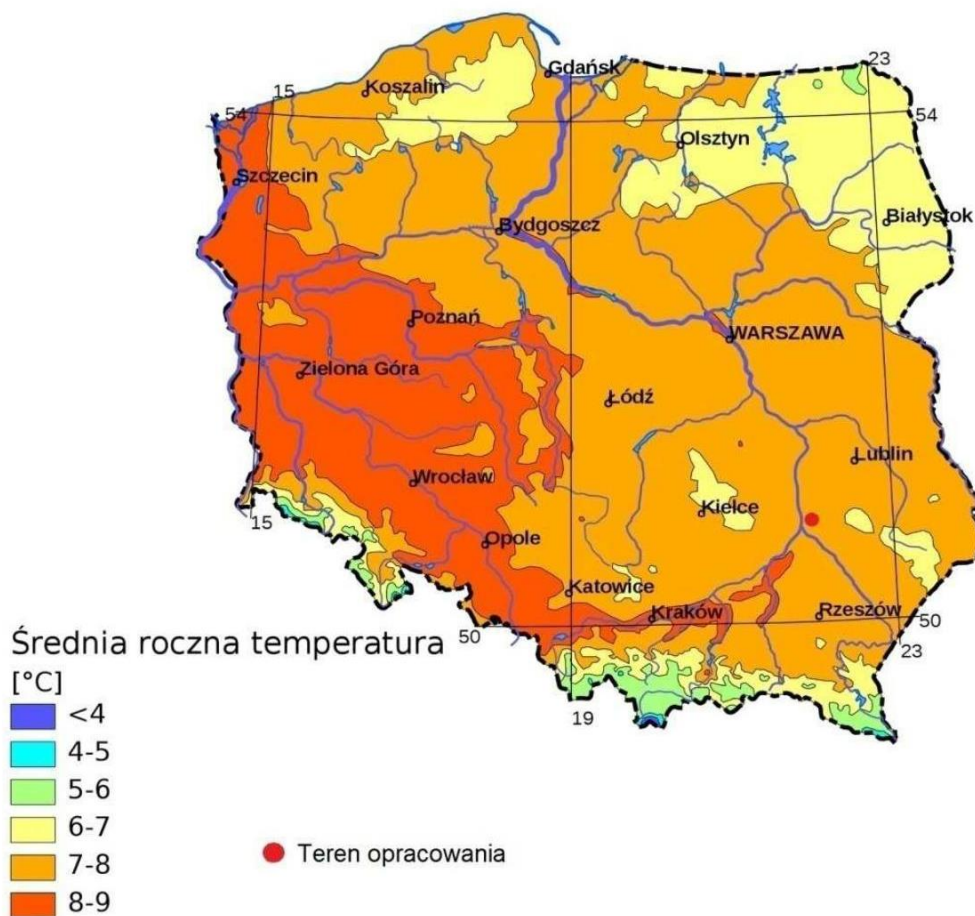 23
Gdańsk
15
Koszalin
54
54
Olsztyn
Szczecin
Białystok
Bydgoszcz
Poznań
WARSZAWA
Zielona Góra
Łódź
Lublin
Wrocław
Kielce
15
Opole
Katowice
Kraków
Rzeszów
50
50
23
19
Średnia roczna temperatura
[°C]
<4
4-5
5-6
6-7
7-8
8-9
Teren opracowania